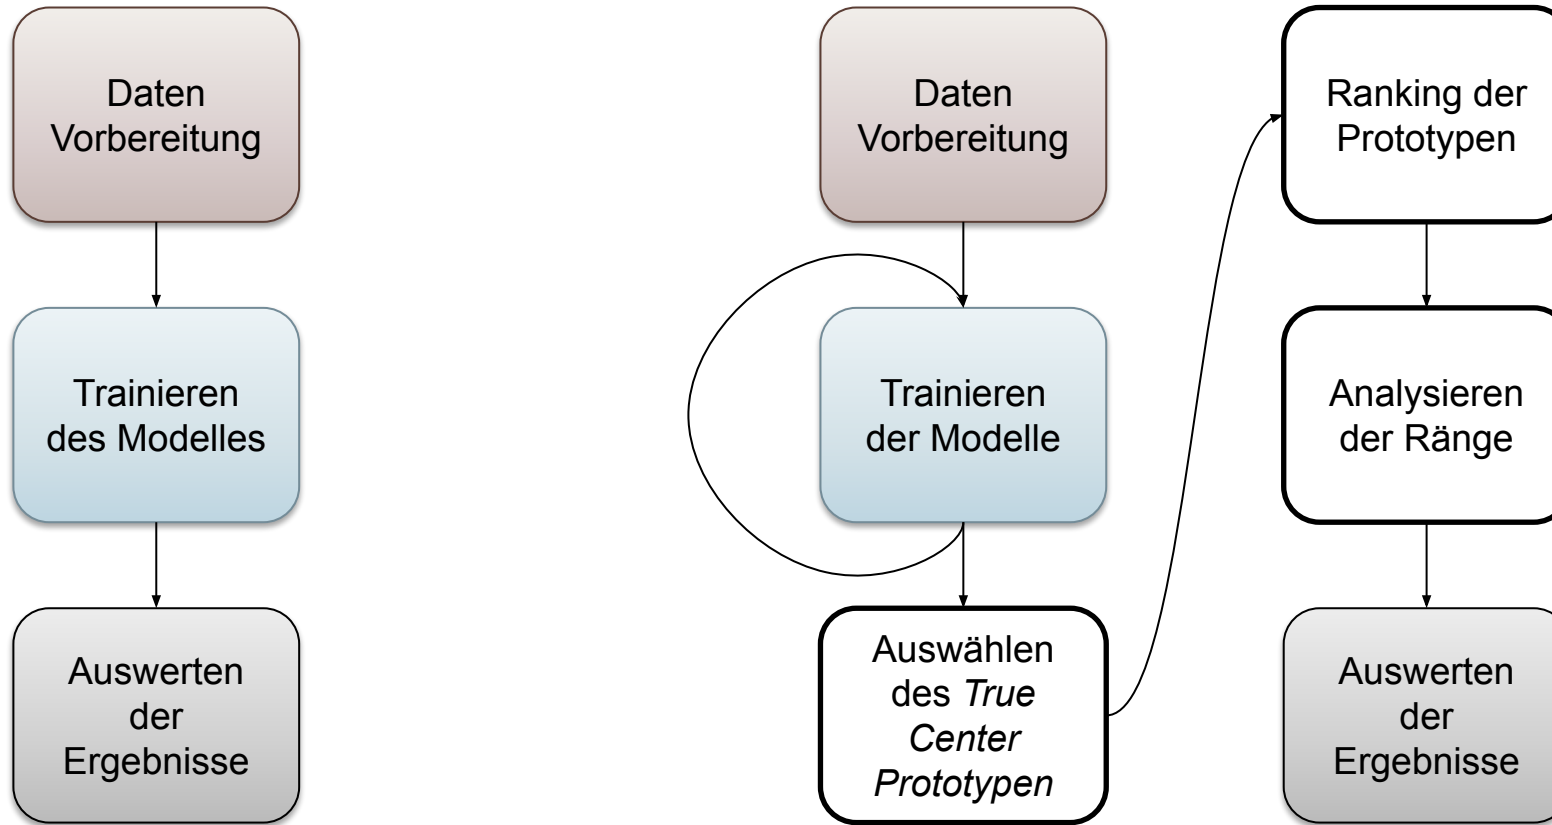 Daten
Vorbereitung
Trainieren
des Modelles
Auswerten
der
Ergebnisse
Daten
Vorbereitung
Trainieren
der Modelle
Auswählen
des True
Center
Prototypen
Ranking der
Prototypen
Analysieren
der Ränge
Auswerten
der
Ergebnisse